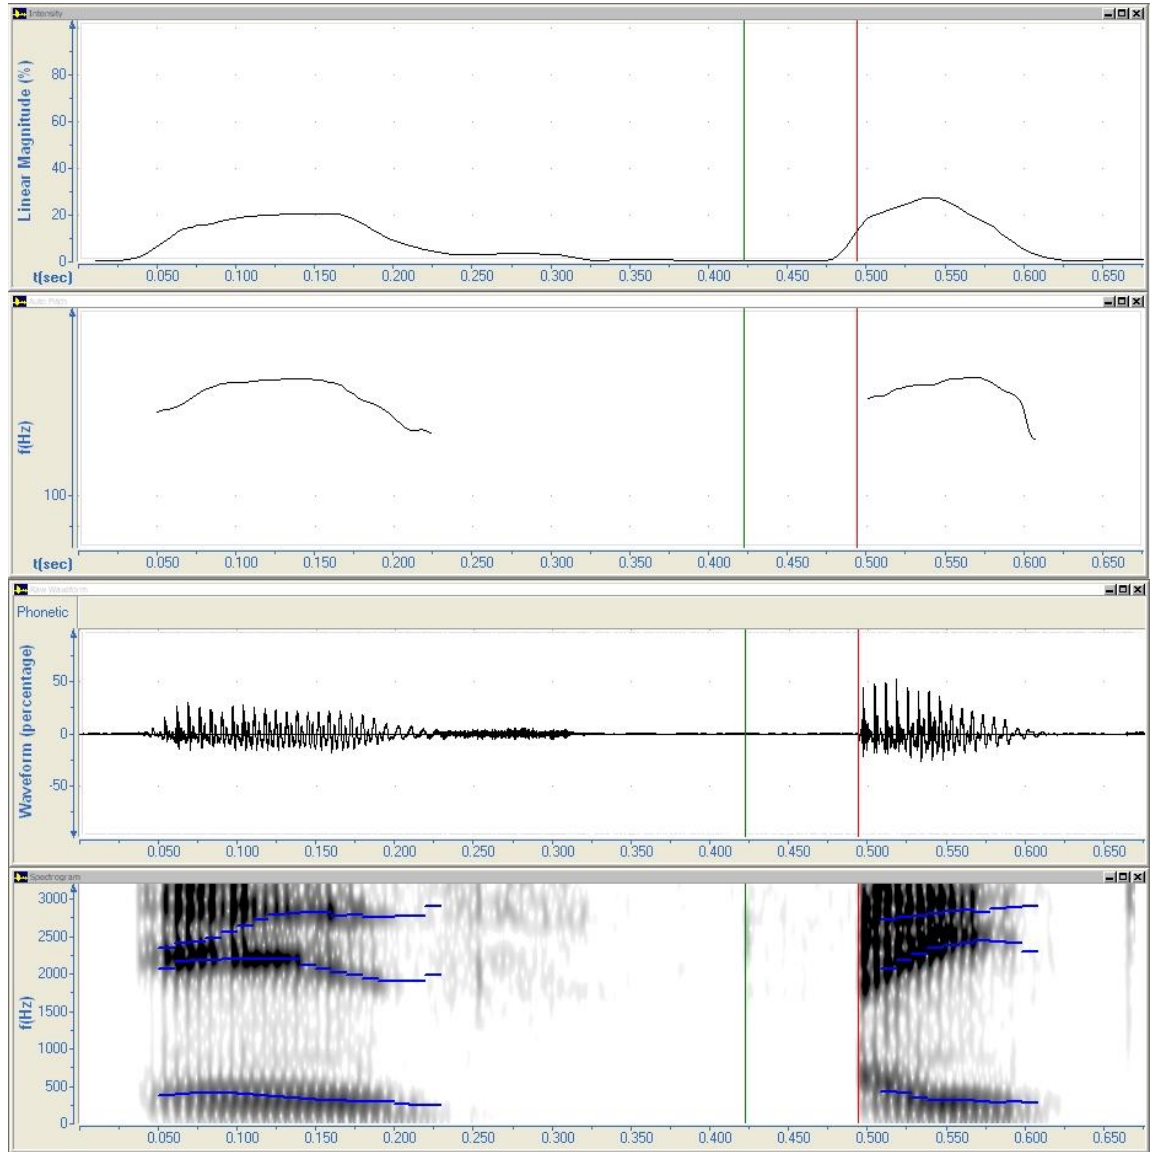 Intensity
Linear Magnitude (%)
80
60
40
20
0
t(sec) 0.050 0.100 0.150 0.200 0.250 0.300 0.350 0.400 0.450 0.500 0.550 0.600 0.650
Auto Pitch
f(Hz)
100
t(sec) 0.050 0.100 0.150 0.200 0.250 0.300 0.350 0.400 0.450 0.500 0.550 0.600 0.650
Raw Waveform
Phonetic
Waveform (percentage)
50
0
-50
0.050 0.100 0.150 0.200 0.250 0.300 0.350 0.400 0.450 0.500 0.550 0.600 0.650
Spectrogram
f(Hz)
3000
2500
2000
1500
1000
500
0
0.050 0.100 0.150 0.200 0.250 0.300 0.350 0.400 0.450 0.500 0.550 0.600 0.650